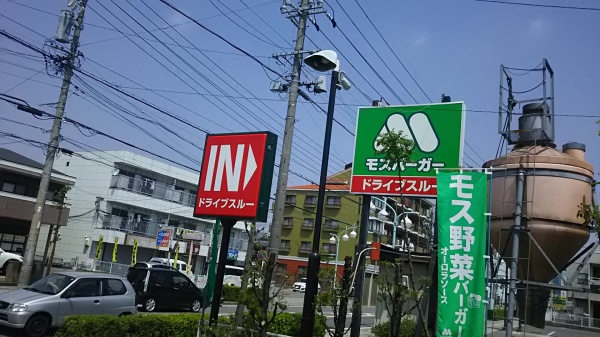 IN
ドライブスルー
モスバーガー
ドライブスルー
モス野菜バーガー
オーロラソース